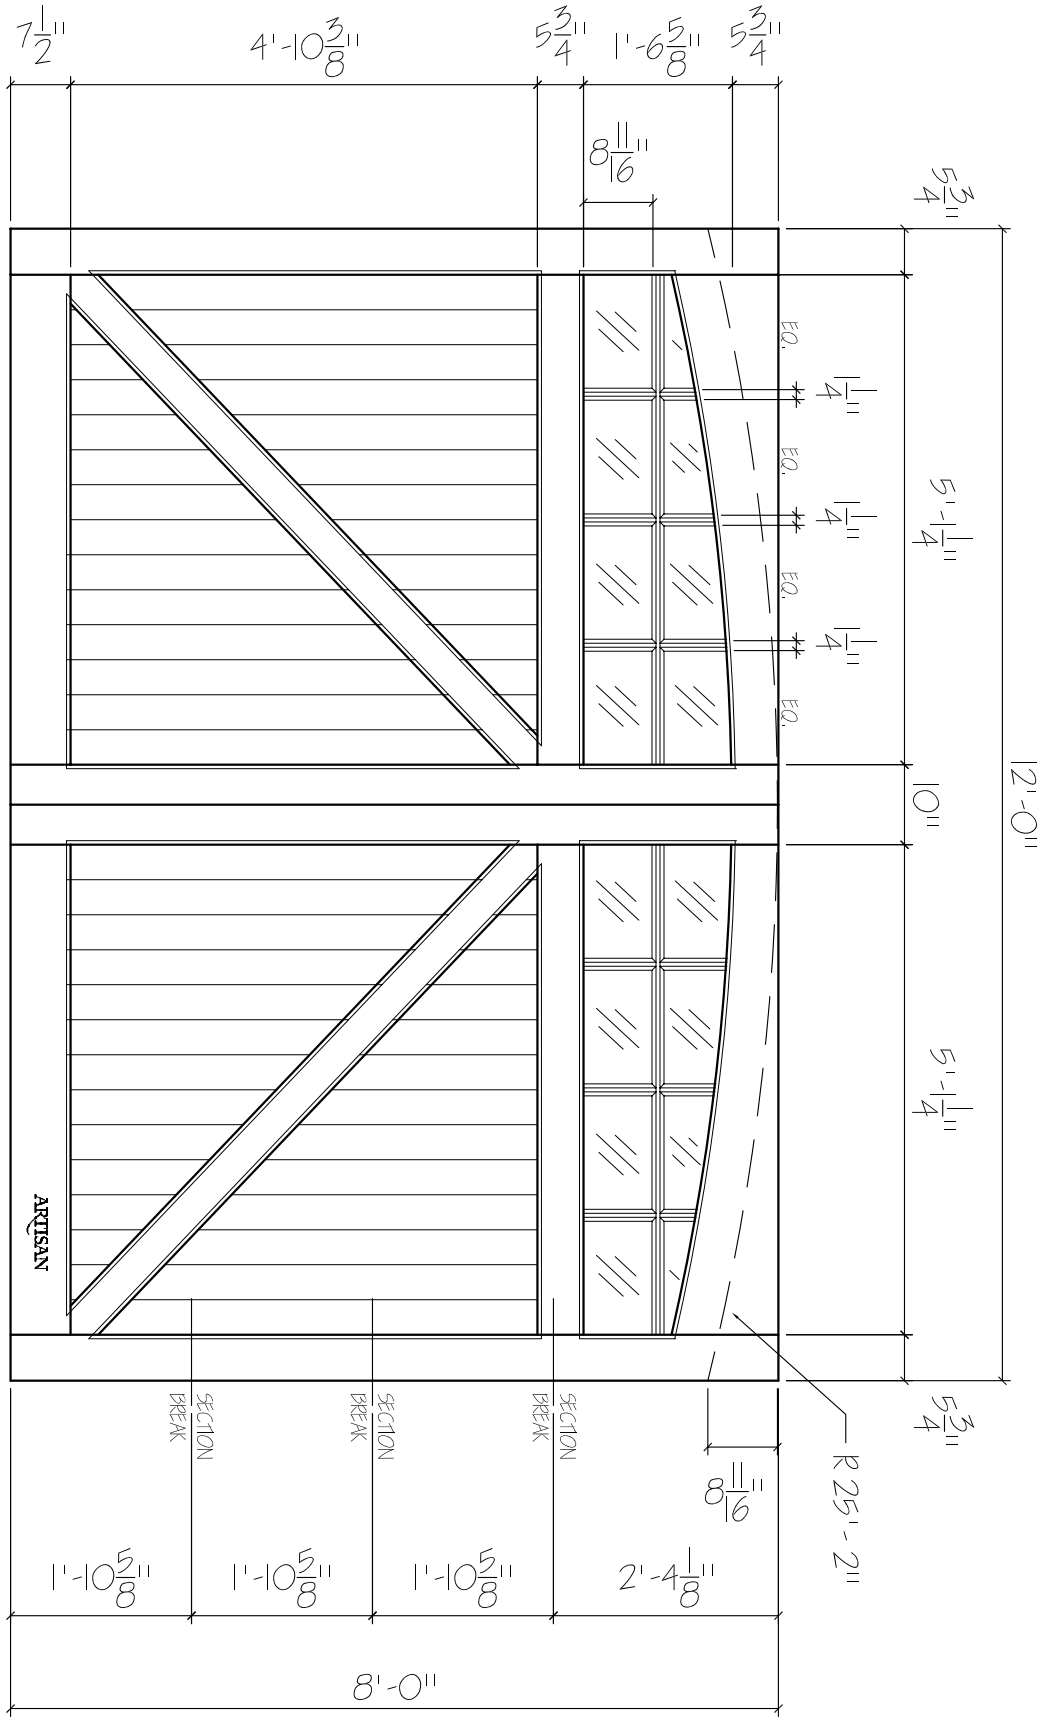 7 1/2"
4'-10 3/8"
5 3/4"
1'-6 5/8"
5 3/4"
8 11/16"
5 3/4"
5'-1 1/4"
10"
5'-1 1/4"
5 3/4"
12'-0"
EQ.
1 1/4"
EQ.
1 1/4"
EQ.
1 1/4"
EQ.
ARTISAN
SECTION
BREAK
SECTION
BREAK
SECTION
BREAK
8 11/16"
R 25'-2"
1'-10 5/8"
1'-10 5/8"
1'-10 5/8"
2'-4 1/8"
8'-0"